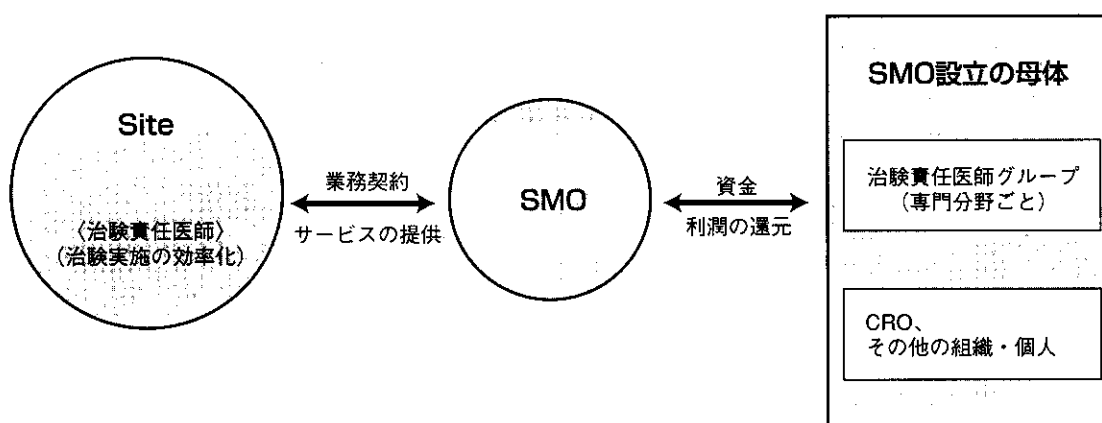 Site
〈治験責任医師〉
(治験実施の効率化)
業務契約
サービスの提供
SMO
資金
利潤の還元
SMO設立の母体
治験責任医師グループ
(専門分野ごと)
CRO、
その他の組織・個人